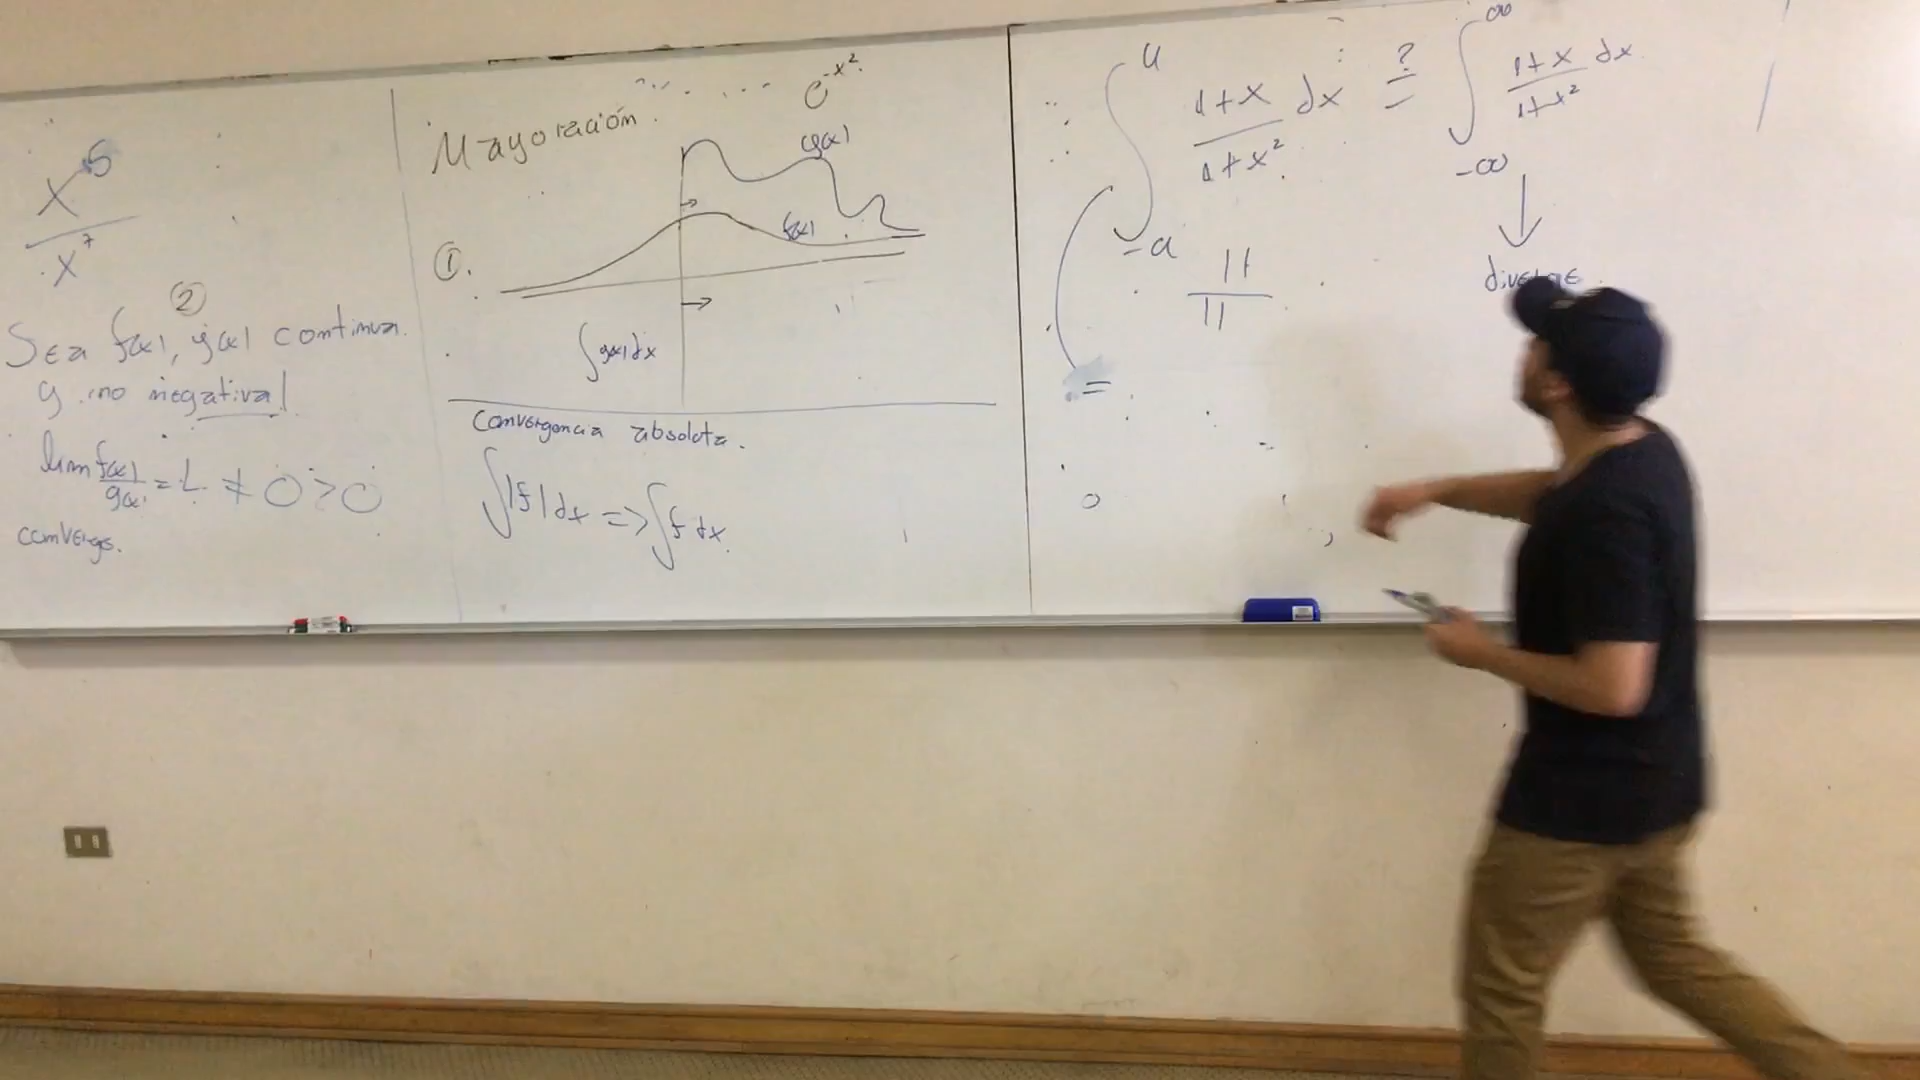 x^5
x^7
②
Sea f(x), g(x) continua
y no negativa
lim f(x)/g(x) = L ≠ 0 > 0
converge.
Mayoración.
e^-x²
g(x)
f(x)
①.
∫g(x)dx
Convergencia absoluta.
∫|f|dx => ∫f dx
∫ a -a 1+x/1+x² dx =? ∫ ∞ -∞ 1+x/1+x² dx
diverge
=